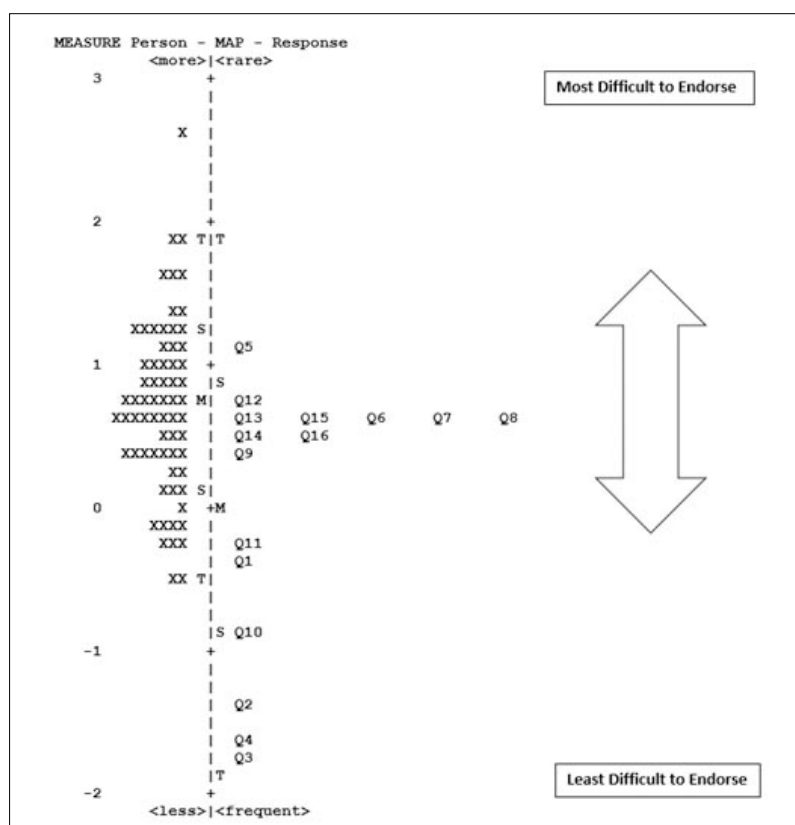 MEASURE Person - MAP - Response
<more>|<rare>
3 +
|
|
|
X |
|
|
|
|
2 +
XX T|T
|
XXX |
|
XX |
XXXXXX S|
XXX | Q5
1 XXXXX +
XXXXX |S
XXXXXXX M| Q12
XXXXXXXX | Q13 Q15 Q6 Q7 Q8
XXX | Q14 Q16
XXXXXXX | Q9
XX |
XXX S|
0 X +M
XXXX |
XXX | Q11
| Q1
XX T|
|
|
|S Q10
-1 +
|
|
| Q2
|
| Q4
| Q3
|T
-2 +
<less>|<frequent>
Most Difficult to Endorse
Least Difficult to Endorse